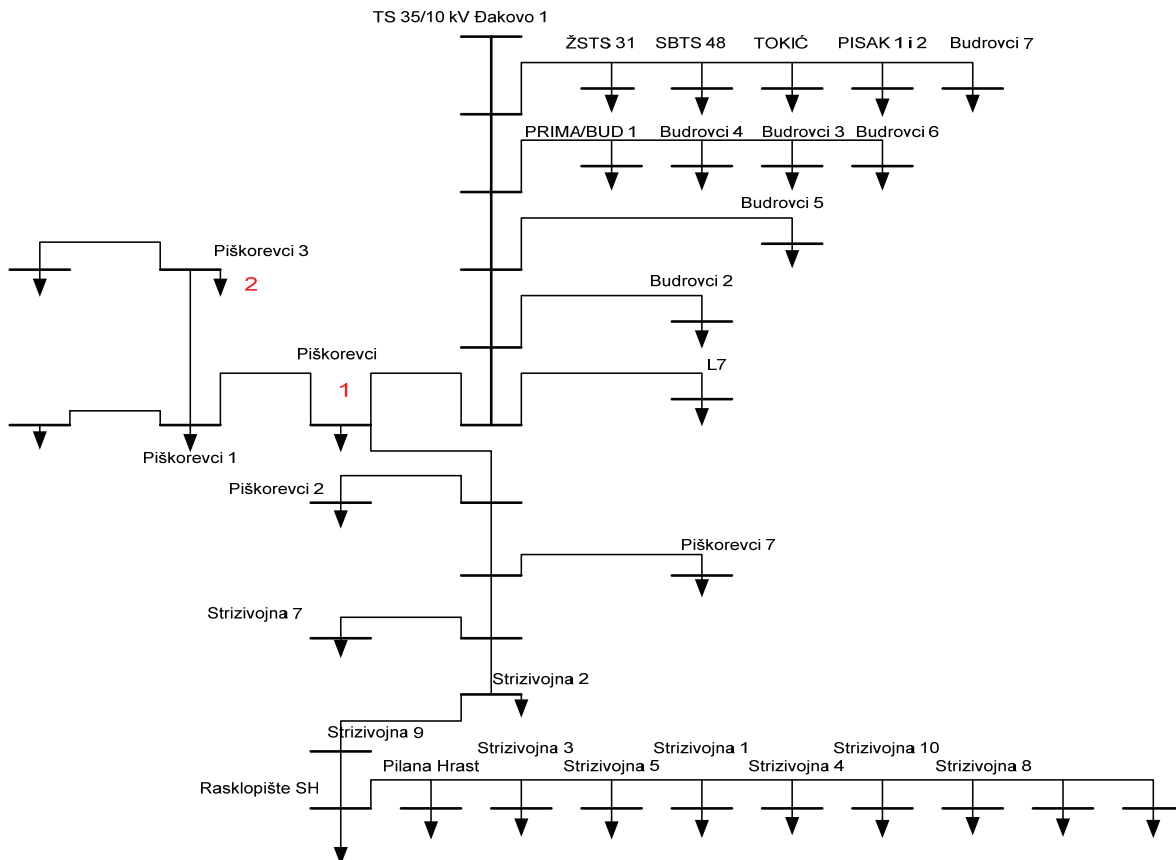 TS 35/10 kV Đakovo 1
ŽSTS 31
SBTS 48
TOKIĆ
PISAK 1 i 2
Budrovci 7
PRIMA/BUD 1
Budrovci 4
Budrovci 3
Budrovci 6
Budrovci 5
Piškorevci 3
2
Budrovci 2
Piškorevci
1
L7
Piškorevci 1
Piškorevci 2
Piškorevci 7
Strizivojna 7
Strizivojna 2
Strizivojna 9
Strizivojna 3
Strizivojna 1
Strizivojna 10
Pilana Hrast
Strizivojna 5
Strizivojna 4
Strizivojna 8
Rasklopište SH